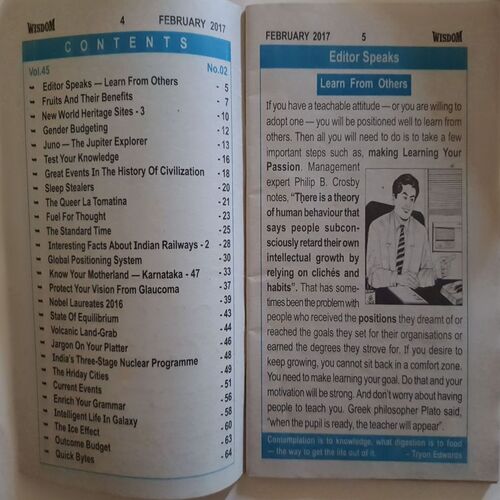 WISDOM 4 FEBRUARY 2017
CONTENTS
Vol.45 No.02
Editor Speaks — Learn From Others - 5
Fruits And Their Benefits - 7
New World Heritage Sites - 3 - 10
Gender Budgeting - 12
Juno — The Jupiter Explorer - 13
Test Your Knowledge - 16
Great Events In The History Of Civilization - 18
Sleep Stealers - 20
The Queer La Tomatina - 21
Fuel For Thought - 23
The Standard Time - 25
Interesting Facts About Indian Railways - 2 - 28
Global Positioning System - 30
Know Your Motherland — Karnataka - 47 - 33
Protect Your Vision From Glaucoma - 37
Nobel Laureates 2016 - 39
State Of Equilibrium - 43
Volcanic Land-Grab - 44
Jargon On Your Platter - 46
India's Three-Stage Nuclear Programme - 48
The Hriday Cities - 49
Current Events - 51
Enrich Your Grammar - 56
Intelligent Life In Galaxy - 58
The Ice Effect - 60
Outcome Budget - 63
Quick Bytes - 64
FEBRUARY 2017 5 WISDOM
Editor Speaks
Learn From Others
If you have a teachable attitude — or you are willing to
adopt one — you will be positioned well to learn from
others. Then all you will need to do is to take a few
important steps such as, making Learning Your
Passion. Management
expert Philip B. Crosby
notes, "There is a theory
of human behaviour that
says people subcon-
sciously retard their own
intellectual growth by
relying on clichés and
habits". That has some-
times been the problem with
people who received the positions they dreamt of or
reached the goals they set for their organisations or
earned the degrees they strove for. If you desire to
keep growing, you cannot sit back in a comfort zone.
You need to make learning your goal. Do that and your
motivation will be strong. And don't worry about having
people to teach you. Greek philosopher Plato said,
"when the pupil is ready, the teacher will appear".
Contemplation is to knowledge, what digestion is to food
— the way to get the life out of it. - Tryon Edwards